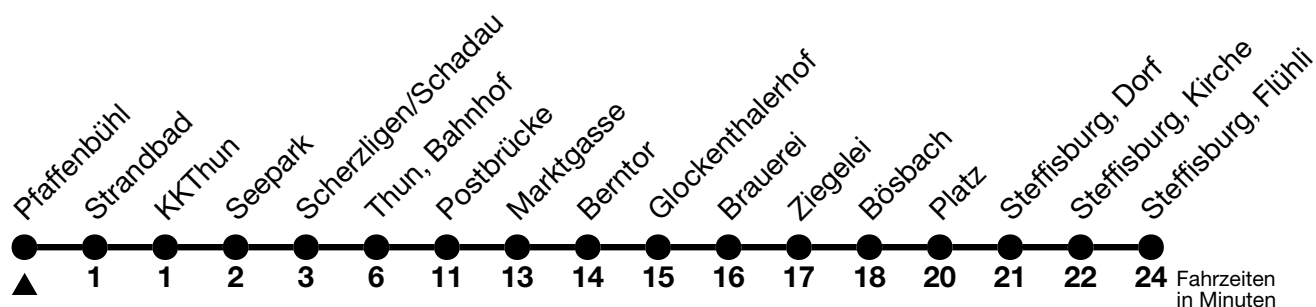 Pfaffenbühl
Strandbad
KKThun
Seepark
Scherzligen/Schadau
Thun, Bahnhof
Postbrücke
Marktgasse
Berntor
Glockenthalerhof
Brauerei
Ziegelei
Bösbach
Platz
Steffisburg, Dorf
Steffisburg, Kirche
Steffisburg, Flühli
1 1 2 3 6 11 13 14 15 16 17 18 20 21 22 24 Fahrzeiten
in Minuten